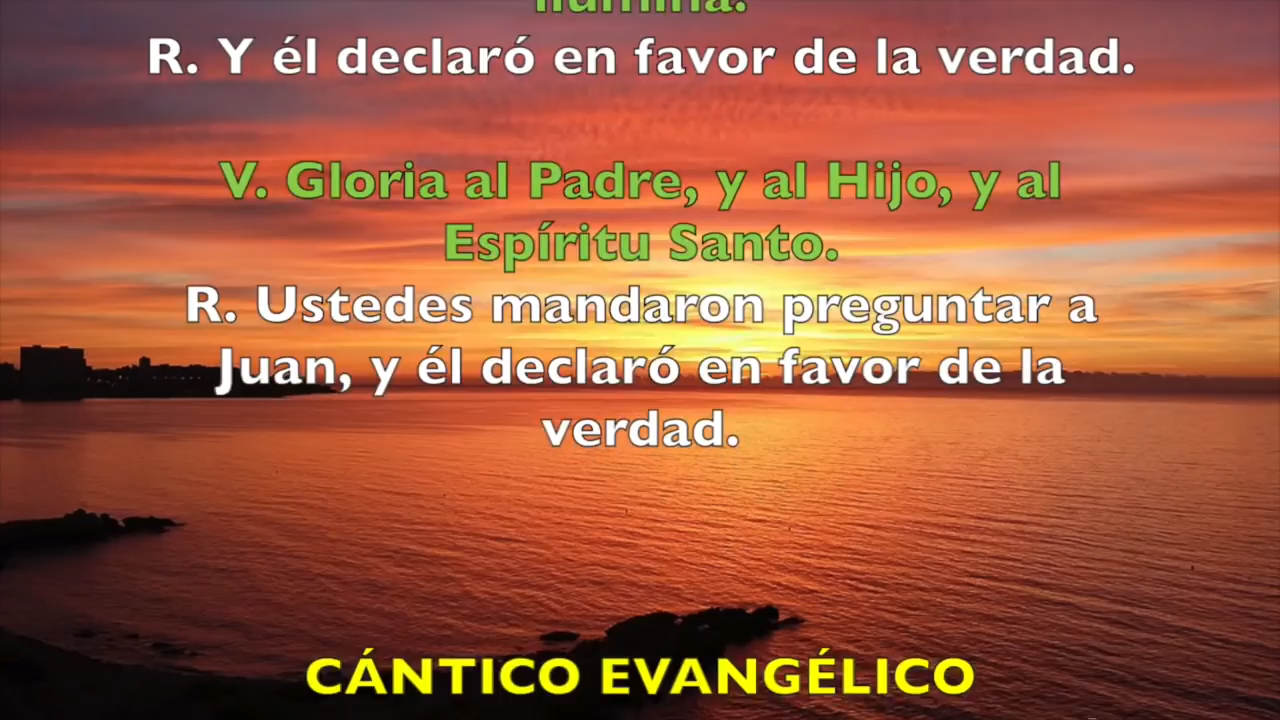 ilumina.
R. Y él declaró en favor de la verdad.
V. Gloria al Padre, y al Hijo, y al
Espíritu Santo.
R. Ustedes mandaron preguntar a
Juan, y él declaró en favor de la
verdad.
CÁNTICO EVANGÉLICO